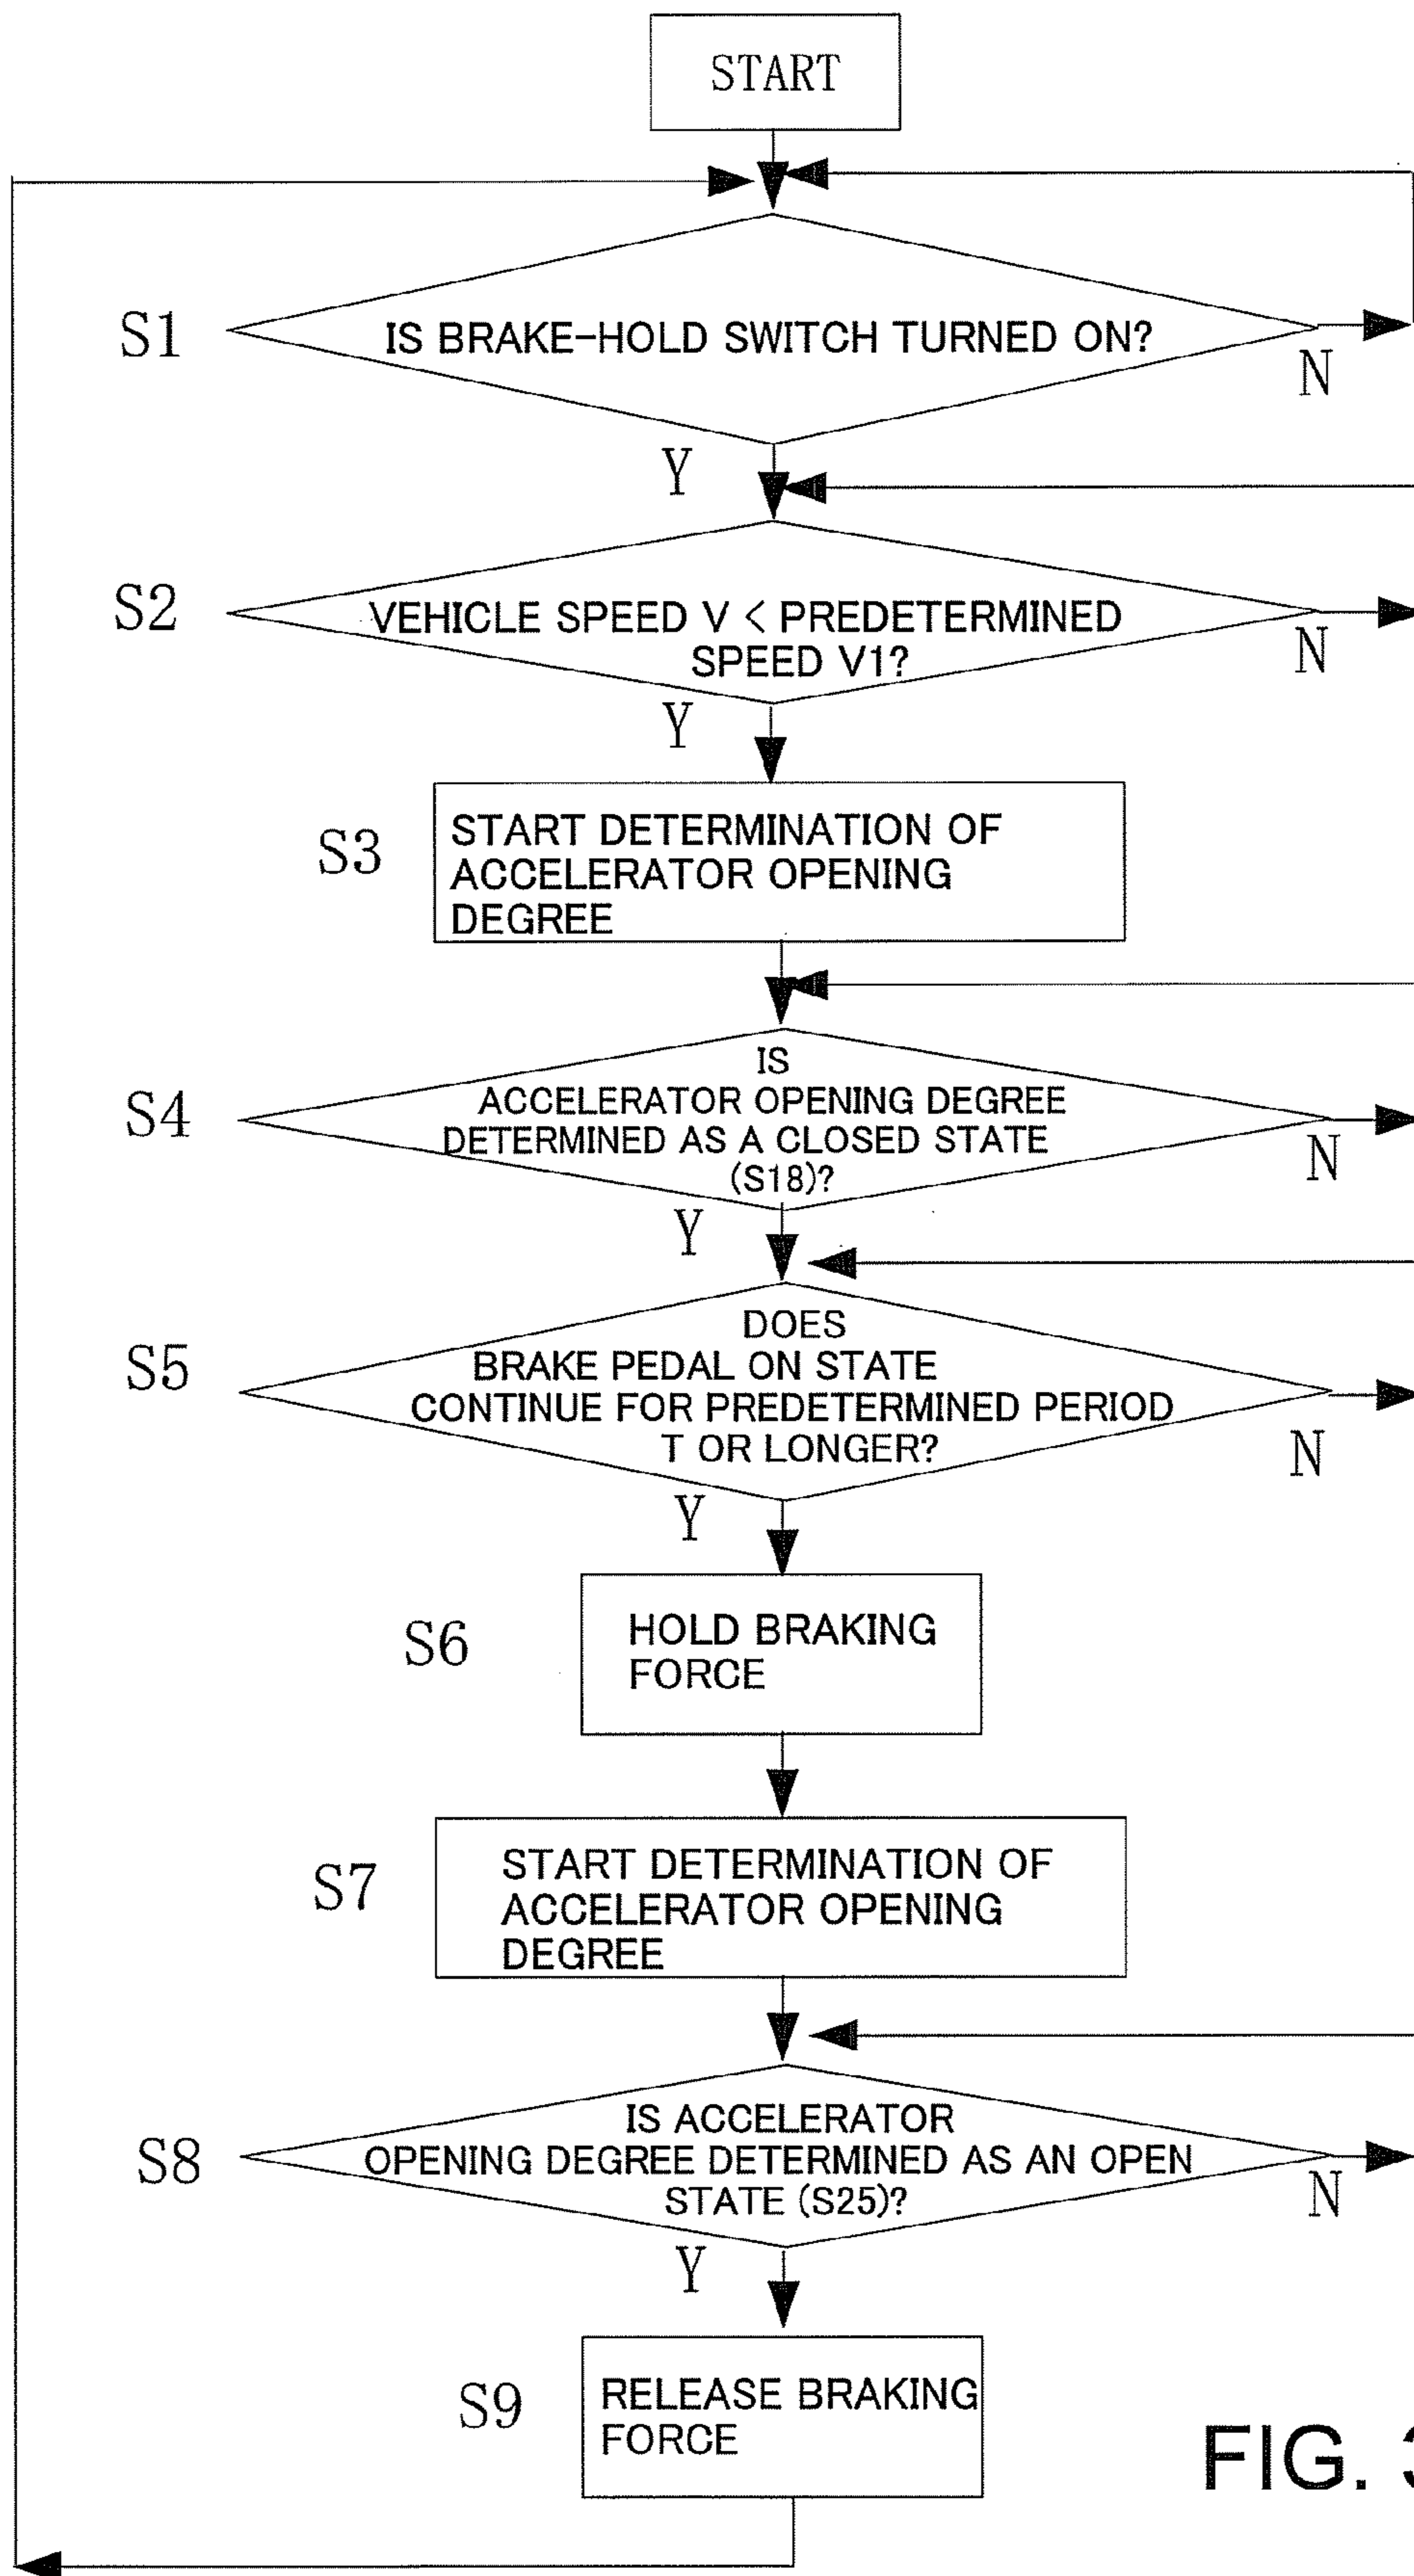 START
S1
IS BRAKE-HOLD SWITCH TURNED ON?
N
Y
S2
VEHICLE SPEED V < PREDETERMINED
SPEED V1?
N
Y
S3
START DETERMINATION OF
ACCELERATOR OPENING
DEGREE
S4
IS
ACCELERATOR OPENING DEGREE
DETERMINED AS A CLOSED STATE
(S18)?
N
Y
S5
DOES
BRAKE PEDAL ON STATE
CONTINUE FOR PREDETERMINED PERIOD
T OR LONGER?
N
Y
S6
HOLD BRAKING
FORCE
S7
START DETERMINATION OF
ACCELERATOR OPENING
DEGREE
S8
IS ACCELERATOR
OPENING DEGREE DETERMINED AS AN OPEN
STATE (S25)?
N
Y
S9
RELEASE BRAKING
FORCE
FIG. 3